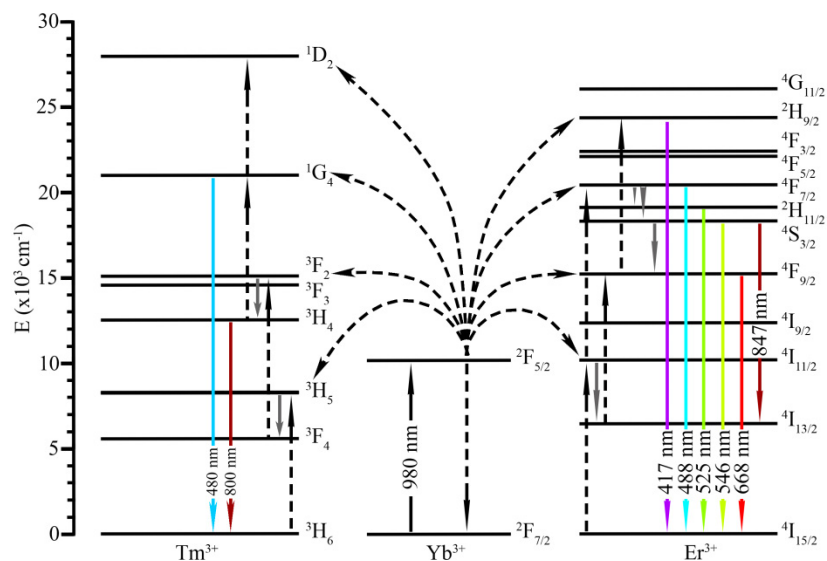 E (x10³ cm⁻¹)
30
25
20
15
10
5
0
¹D₂
¹G₄
³F₂
³F₃
³H₄
³H₅
³F₄
³H₆
480 nm
800 nm
Tm³⁺
²F₅/₂
980 nm
²F₇/₂
Yb³⁺
⁴G₁₁/₂
²H₉/₂
⁴F₃/₂
⁴F₅/₂
⁴F₇/₂
²H₁₁/₂
⁴S₃/₂
⁴F₉/₂
⁴I₉/₂
⁴I₁₁/₂
⁴I₁₃/₂
⁴I₁₅/₂
417 nm
488 nm
525 nm
546 nm
668 nm
847 nm
Er³⁺